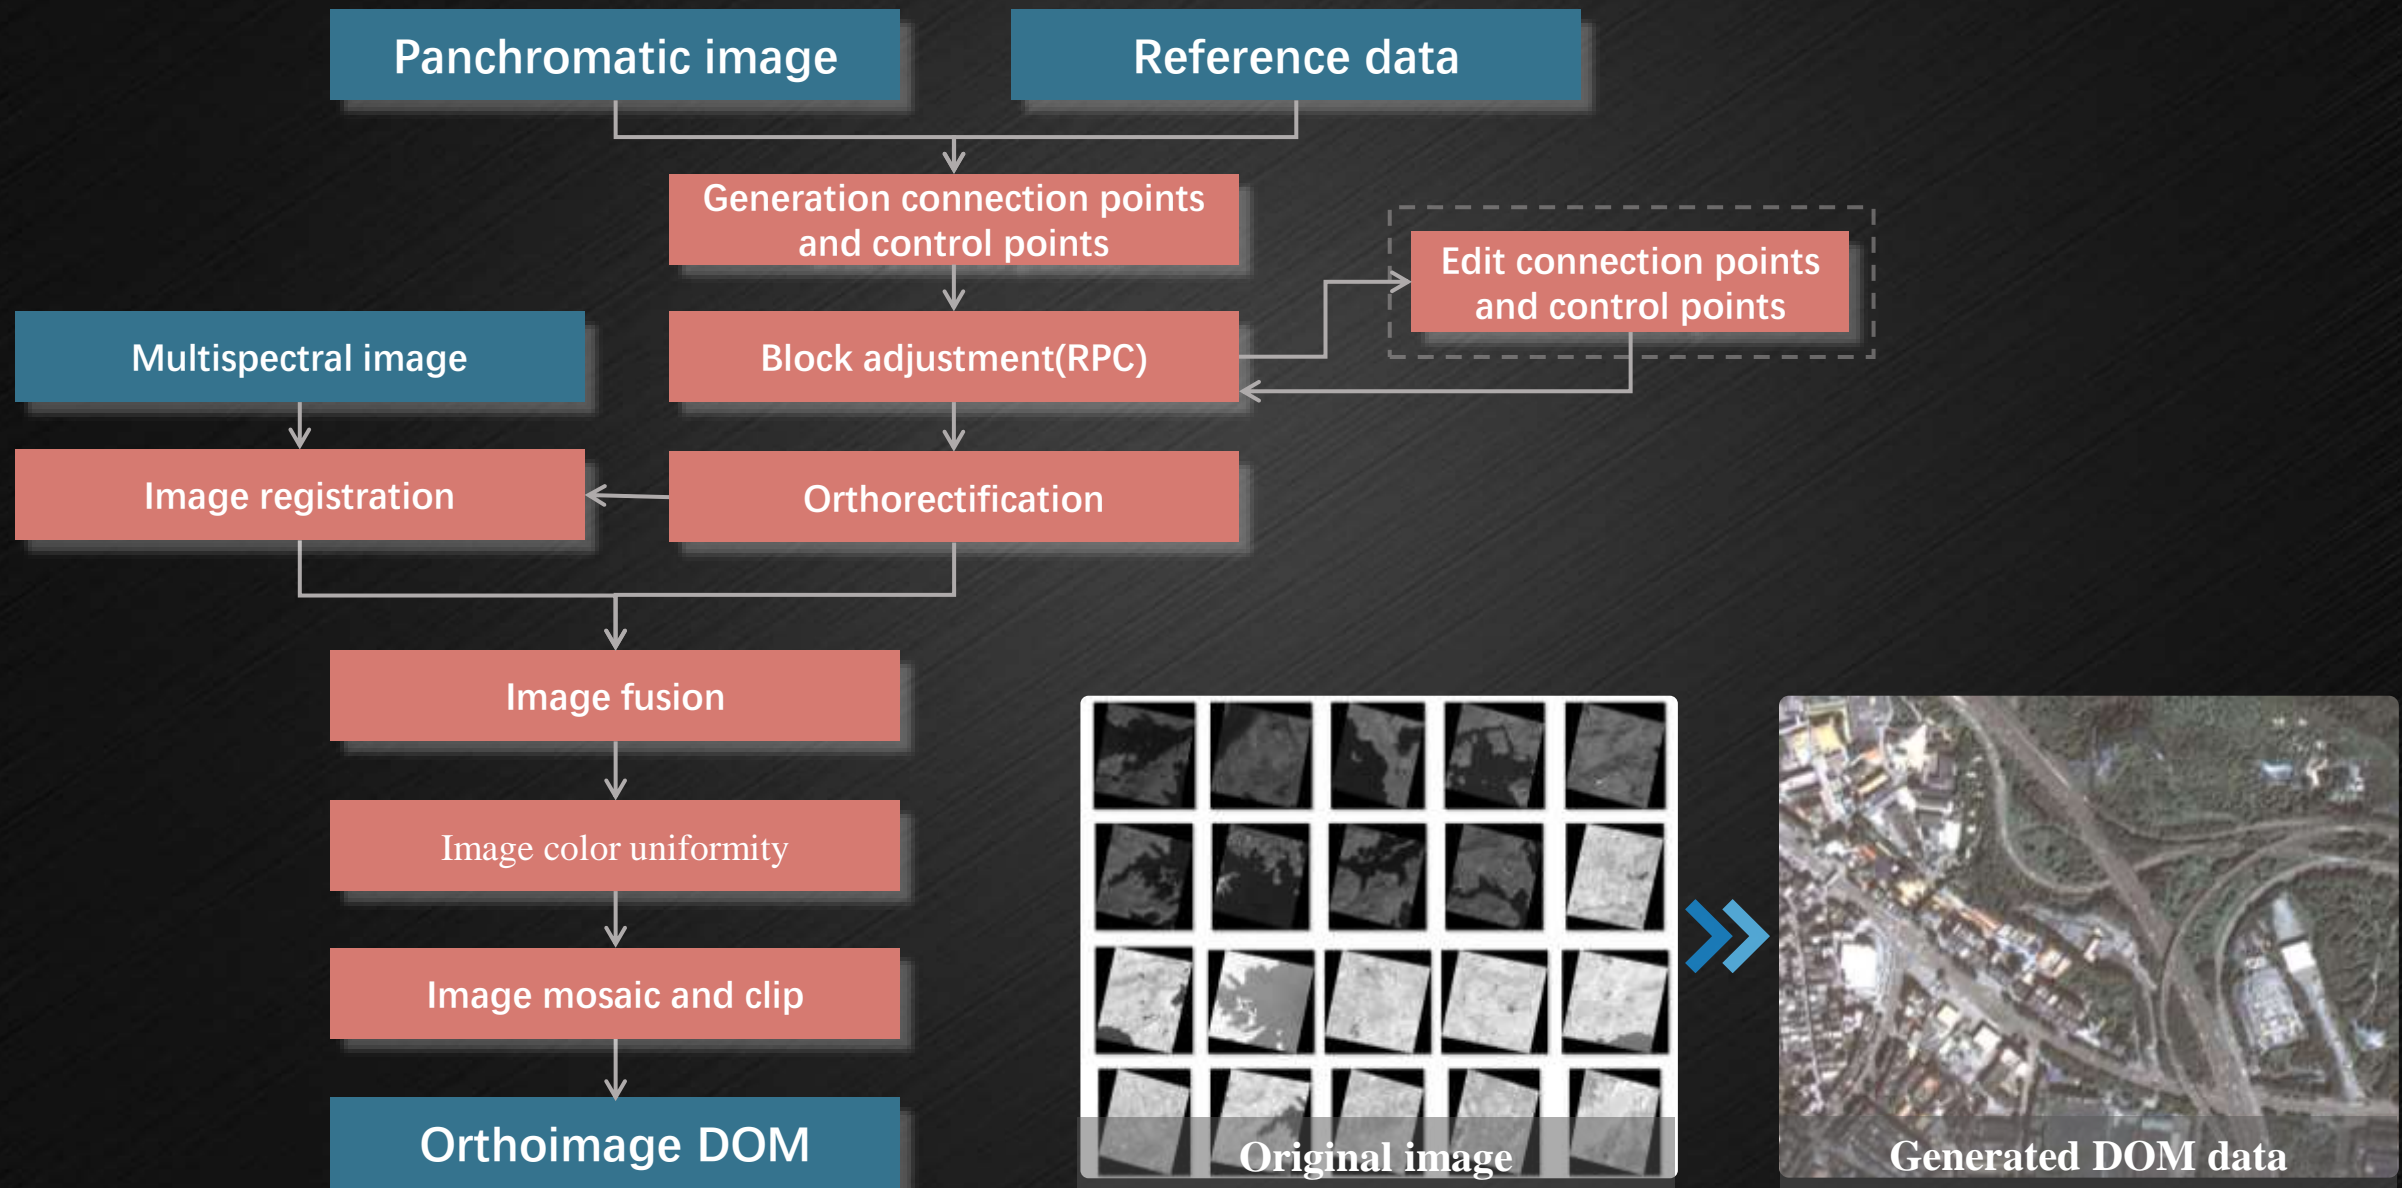 Panchromatic image
Reference data
Generation connection points
and control points
Edit connection points
and control points
Multispectral image
Block adjustment(RPC)
Image registration
Orthorectification
Image fusion
Image color uniformity
Image mosaic and clip
Orthoimage DOM
Original image
Generated DOM data